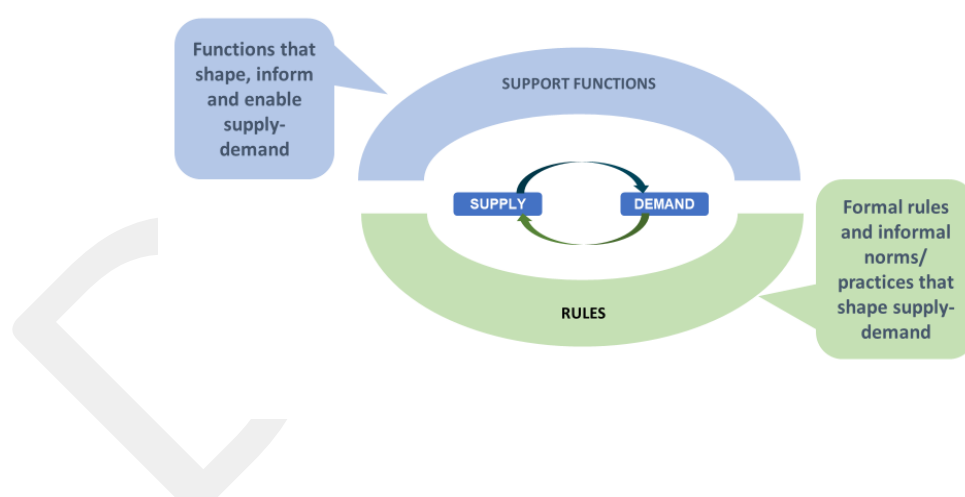 Functions that
shape, inform
and enable
supply-
demand
SUPPORT FUNCTIONS
SUPPLY
DEMAND
Formal rules
and informal
norms/
practices that
shape supply-
demand
RULES